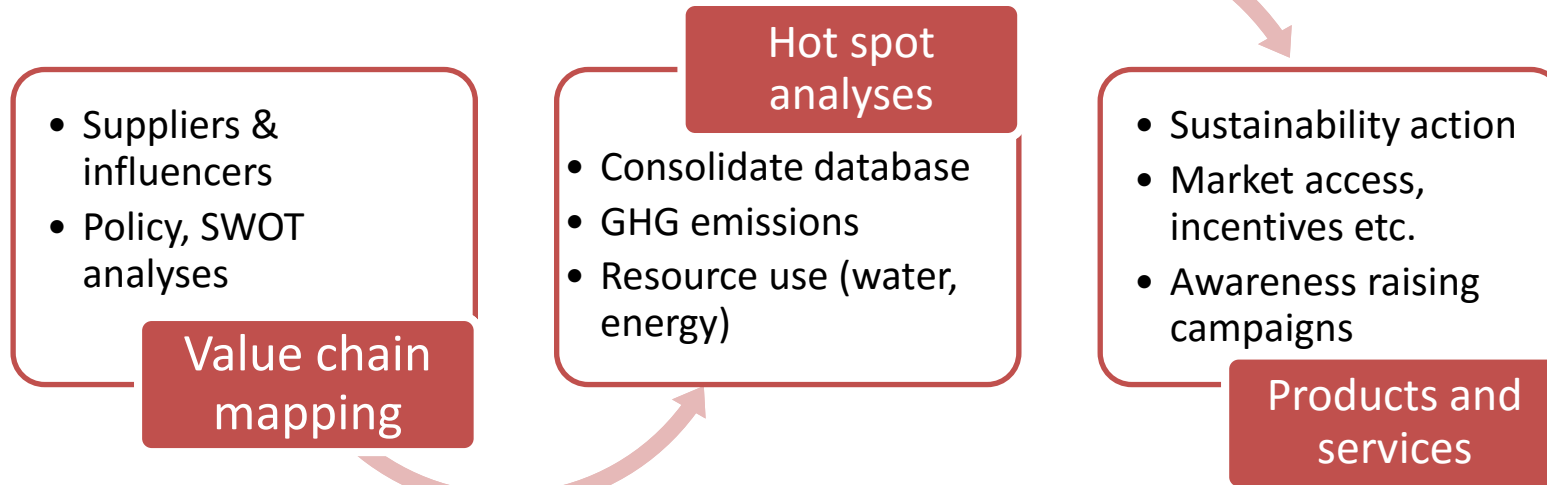 • Suppliers &
influencers
• Policy, SWOT
analyses
Value chain
mapping
Hot spot
analyses
• Consolidate database
• GHG emissions
• Resource use (water,
energy)
• Sustainability action
• Market access,
incentives etc.
• Awareness raising
campaigns
Products and
services